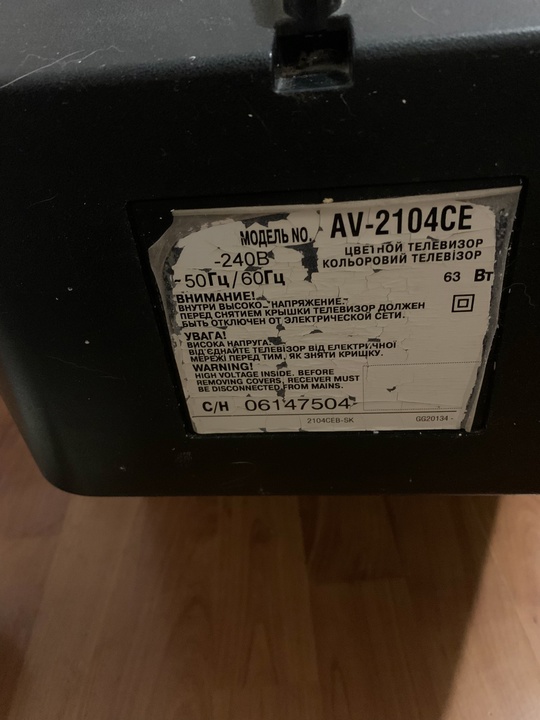 МОДЕЛЬ NO. AV-2104CE
-240В
ЦВЕТНОЙ ТЕЛЕВИЗОР
КОЛЬОРОВИЙ ТЕЛЕВІЗОР
~50Гц/60Гц
63 Вт
ВНИМАНИЕ!
ВНУТРИ ВЫСОКО НАПРЯЖЕНИЕ.
ПЕРЕД СНЯТИЕМ КРЫШКИ ТЕЛЕВИЗОР ДОЛЖЕН
БЫТЬ ОТКЛЮЧЕН ОТ ЭЛЕКТРИЧЕСКОЙ СЕТИ.
УВАГА!
ВИСОКА НАПРУГА.
ВІД'ЄДНАЙТЕ ТЕЛЕВІЗОР ВІД ЕЛЕКТРИЧНОЇ
МЕРЕЖІ ПЕРЕД ТИМ, ЯК ЗНЯТИ КРИШКУ.
WARNING!
HIGH VOLTAGE INSIDE. BEFORE
REMOVING COVERS, RECEIVER MUST
BE DISCONNECTED FROM MAINS.
С/Н 06147504
2104CEB-SK
GG20134 -